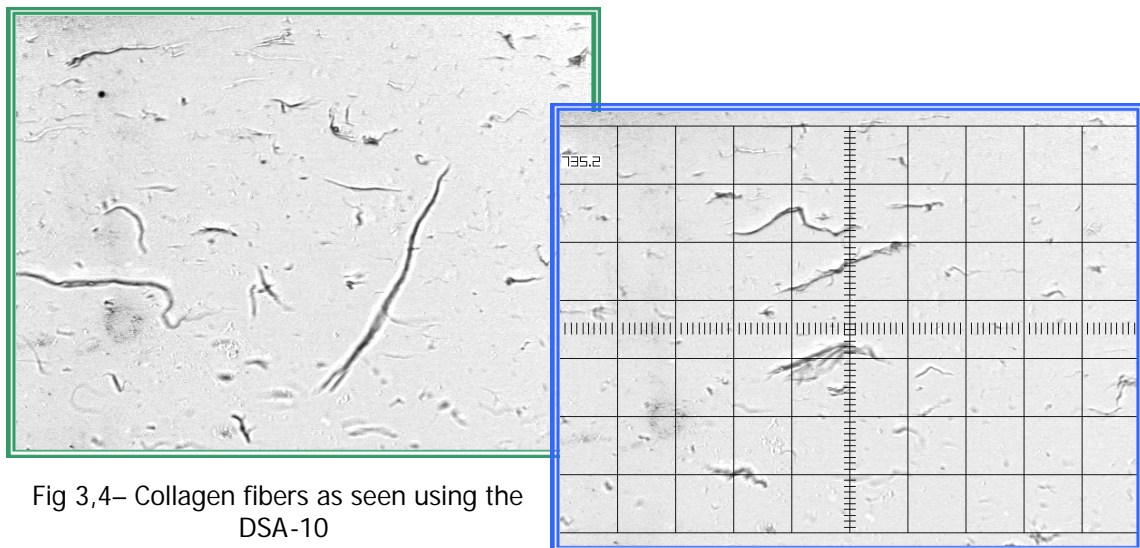 735.2
Fig 3,4– Collagen fibers as seen using the
DSA-10